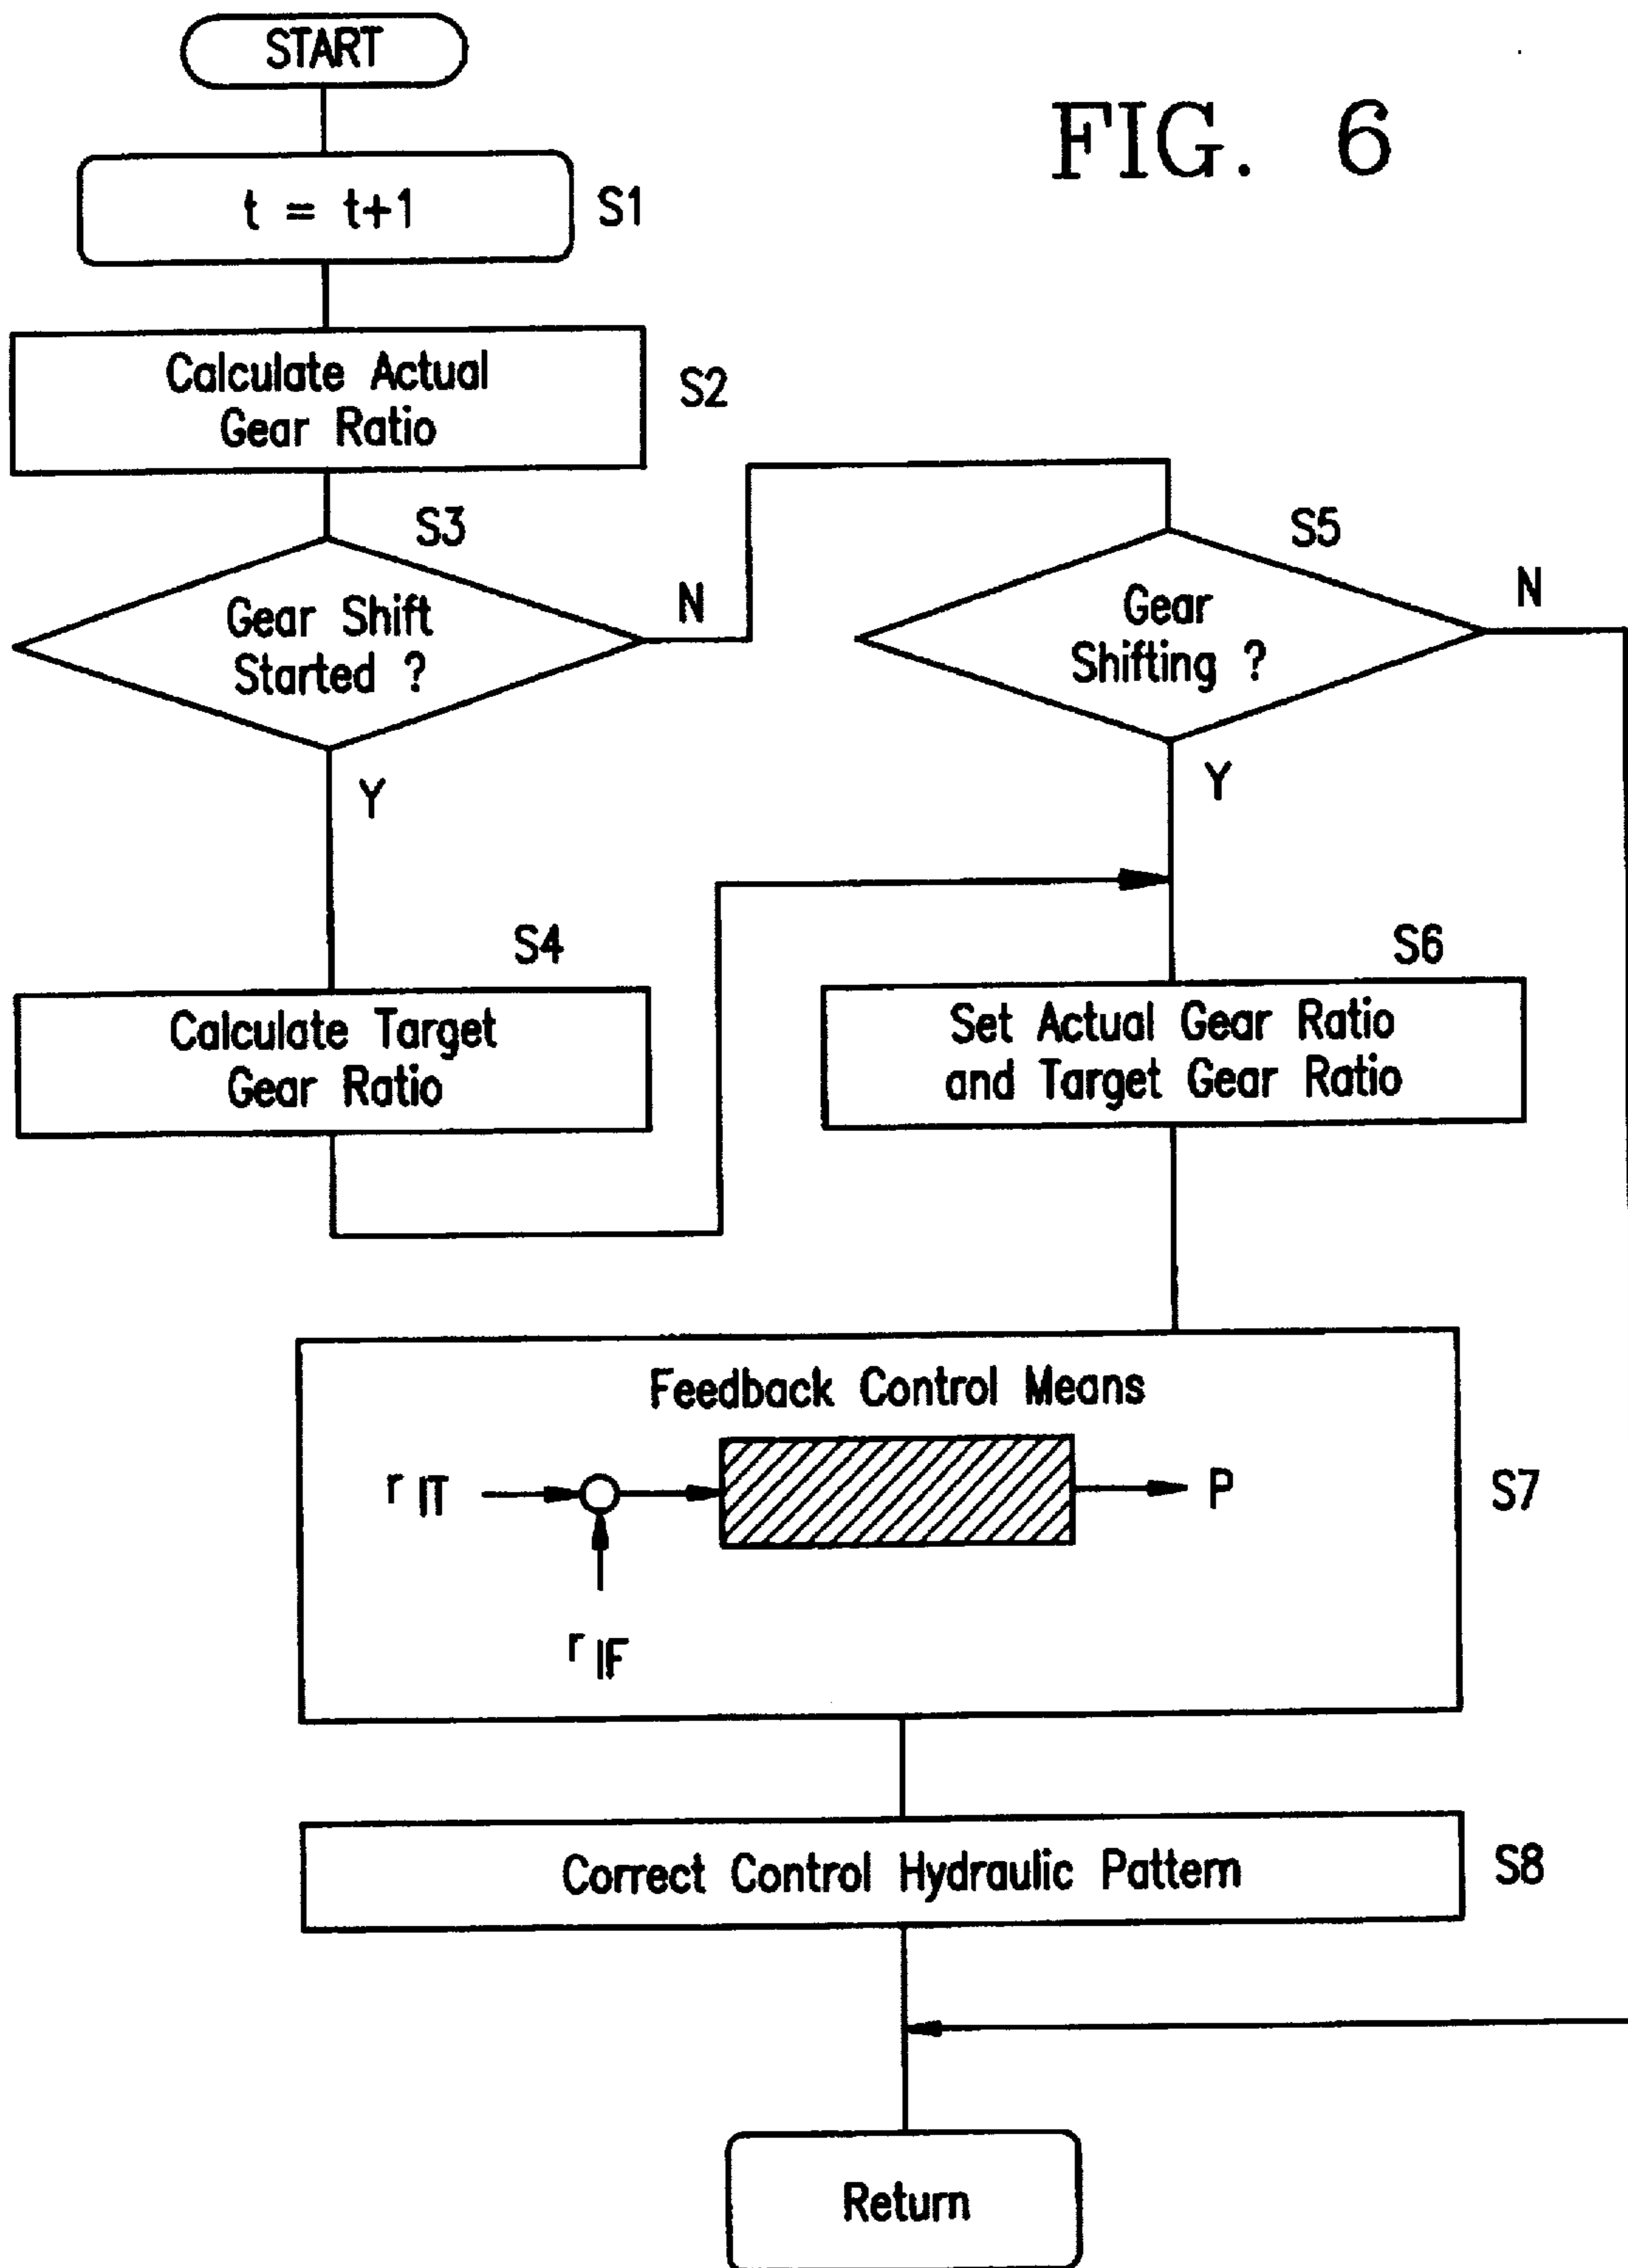 START
FIG. 6
t = t+1
S1
Calculate Actual
Gear Ratio
S2
S3
Gear Shift
Started ?
N
Y
S5
Gear
Shifting ?
N
Y
S4
Calculate Target
Gear Ratio
S6
Set Actual Gear Ratio
and Target Gear Ratio
Feedback Control Means
r IT
P
r IF
S7
Correct Control Hydraulic Pattern
S8
Return